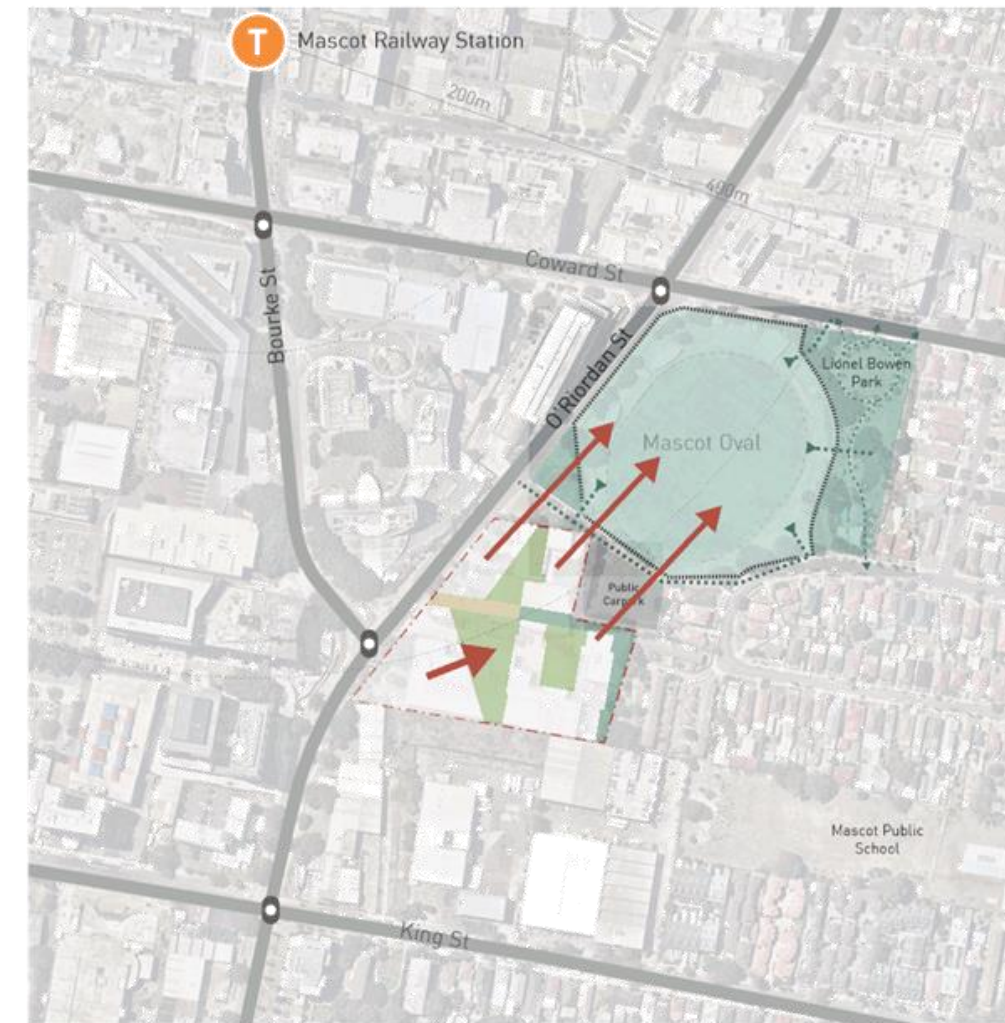 T
Mascot Railway Station
200m
400m
Coward St
Bourke St
O'Riordan St
Lionel Bowen
Park
Mascot Oval
Public
Carpark
Mascot Public
School
King St